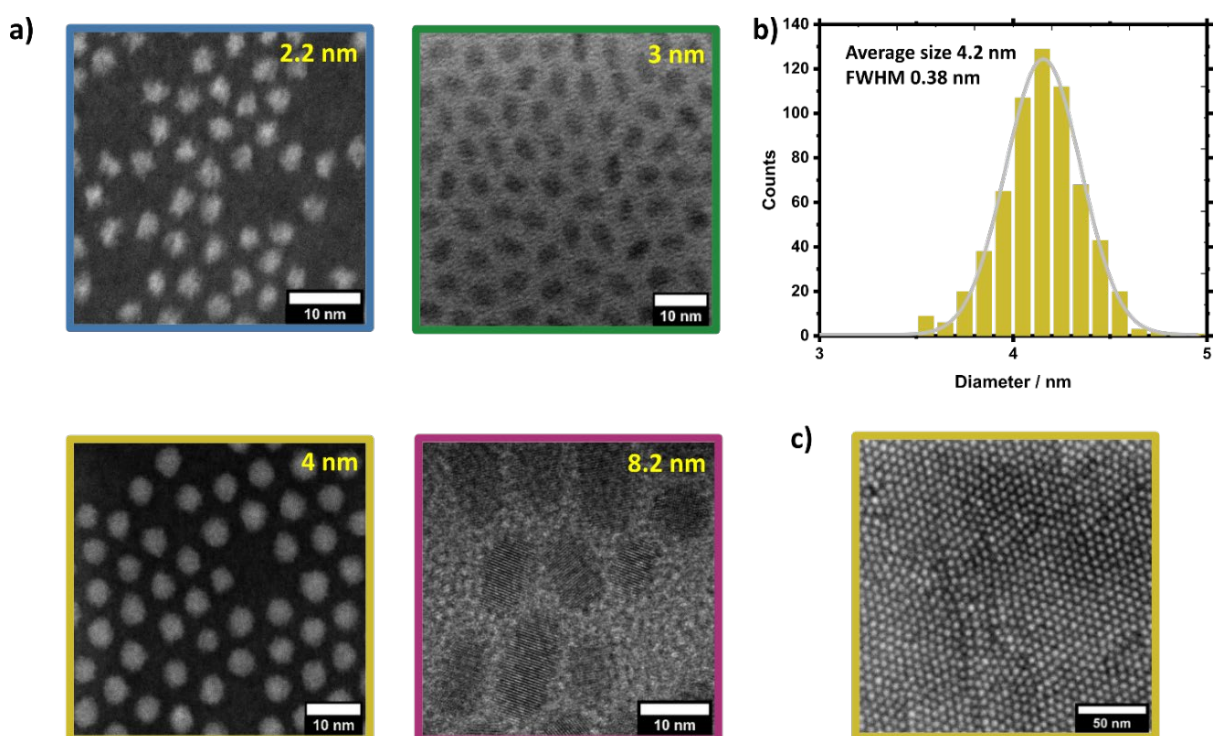 a)
2.2 nm
10 nm
3 nm
10 nm
b)
Average size 4.2 nm
FWHM 0.38 nm
Counts
140
120
100
80
60
40
20
0
3
4
5
Diameter / nm
4 nm
10 nm
8.2 nm
10 nm
c)
50 nm